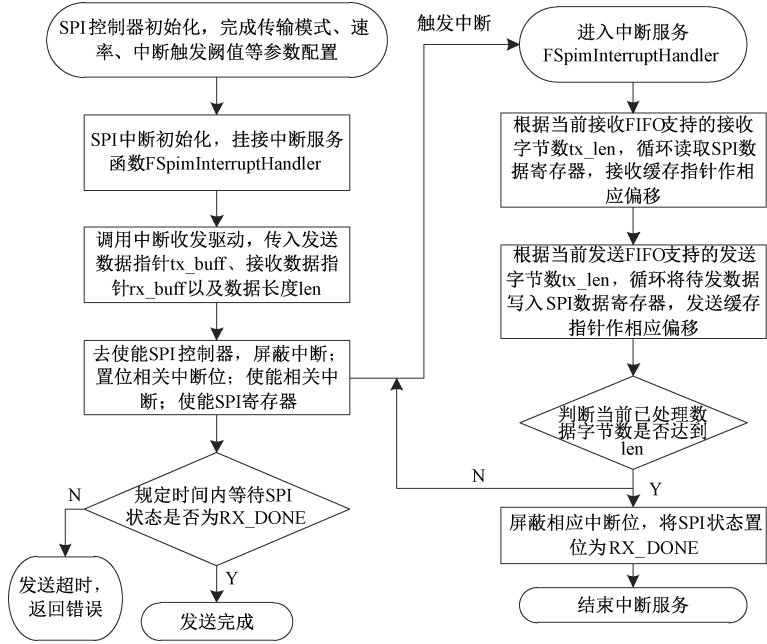 SPI控制器初始化，完成传输模式、速
率、中断触发阈值等参数配置
SPI中断初始化，挂接中断服务
函数FSpimInterruptHandler
调用中断收发驱动，传入发送
数据指针tx_buff、接收数据指
针rx_buff以及数据长度len
去使能SPI控制器，屏蔽中断；
置位相关中断位；使能相关中
断；使能SPI寄存器
规定时间内等待SPI
状态是否为RX_DONE
N
发送超时，
返回错误
Y
发送完成
触发中断
进入中断服务
FSpimInterruptHandler
根据当前接收FIFO支持的接收
字节数tx_len，循环读取SPI数
据寄存器，接收缓存指针作相
应偏移
根据当前发送FIFO支持的发送
字节数tx_len，循环将待发数据
写入SPI数据寄存器，发送缓存
指针作相应偏移
判断当前已处理数
据字节数是否达到
len
N
Y
屏蔽相应中断位，将SPI状态置
位为RX_DONE
结束中断服务